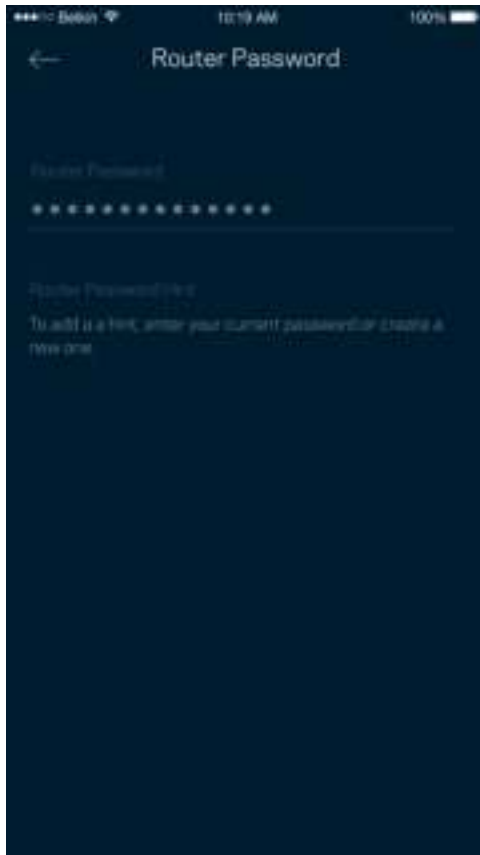 Belkin 10:19 AM 100%
Router Password
Router Password
••••••••••••••
Router Password Hint
To add a a hint, enter your current password or create a
new one